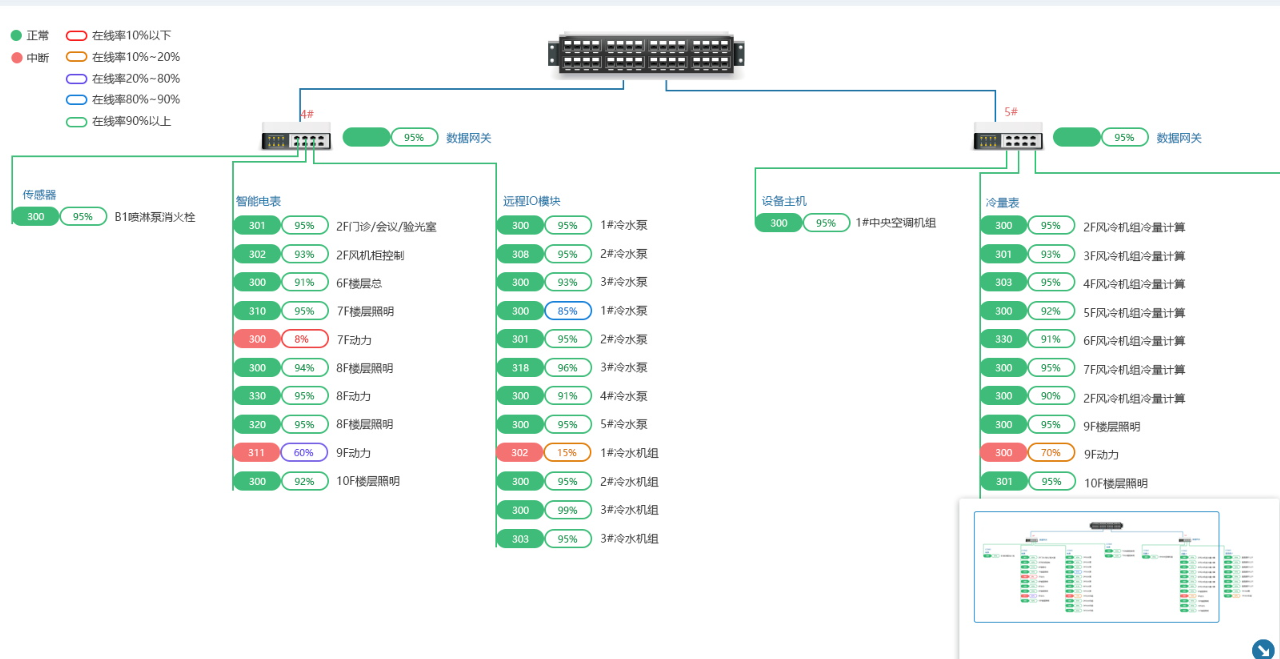 正常
中断
在线率10%以下
在线率10%~20%
在线率20%~80%
在线率80%~90%
在线率90%以上
4#
95% 数据网关
5#
95% 数据网关
传感器
300 95% B1喷淋泵消火栓
智能电表
301 95% 2F门诊/会议/验光室
302 93% 2F风机柜控制
300 91% 6F楼层总
310 95% 7F楼层照明
300 8% 7F动力
300 94% 8F楼层照明
330 95% 8F动力
320 95% 8F楼层照明
311 60% 9F动力
300 92% 10F楼层照明
远程IO模块
300 95% 1#冷水泵
308 95% 2#冷水泵
300 93% 3#冷水泵
300 85% 1#冷水泵
301 95% 2#冷水泵
318 96% 3#冷水泵
300 91% 4#冷水泵
300 95% 5#冷水泵
302 15% 1#冷水机组
300 95% 2#冷水机组
300 99% 3#冷水机组
303 95% 3#冷水机组
设备主机
300 95% 1#中央空调机组
冷量表
300 95% 2F风冷机组冷量计算
301 93% 3F风冷机组冷量计算
303 95% 4F风冷机组冷量计算
300 92% 5F风冷机组冷量计算
330 91% 6F风冷机组冷量计算
300 95% 7F风冷机组冷量计算
300 90% 2F风冷机组冷量计算
300 95% 9F楼层照明
300 70% 9F动力
301 95% 10F楼层照明